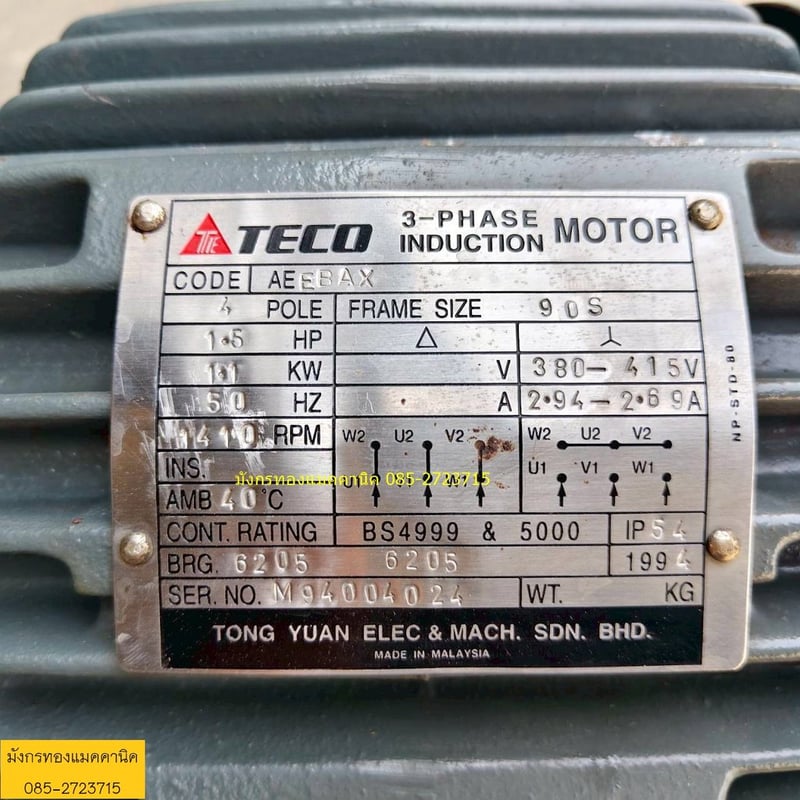 TECO 3-PHASE INDUCTION MOTOR
CODE AEEBAX
4 POLE FRAME SIZE 90S
1.5 HP △ ⅄
1.1 KW V 380-415V
50 HZ A 2.94-2.69A
1410 RPM W2 U2 V2 W2 U2 V2
INS.
มังกรทองแมคคานิค 085-2723715
U1 V1 W1
AMB 40°C
CONT. RATING BS4999 & 5000 IP54
BRG. 6205 6205 1994
SER. NO. M94004024 WT. KG
TONG YUAN ELEC & MACH. SDN. BHD.
MADE IN MALAYSIA
NP-STD-80
มังกรทองแมคคานิค
085-2723715